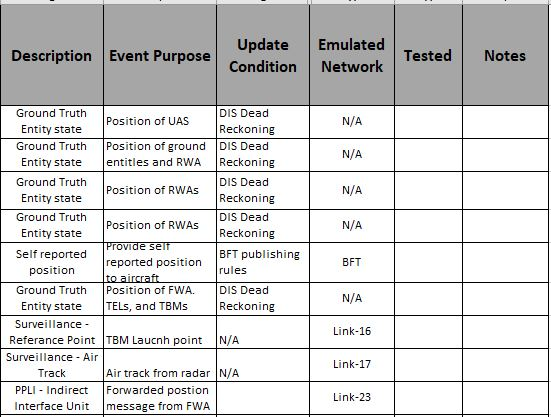 Description Event Purpose Update Condition Emulated Network Tested Notes
Ground Truth Entity state Position of UAS DIS Dead Reckoning N/A
Ground Truth Entity state Position of ground entitles and RWA DIS Dead Reckoning N/A
Ground Truth Entity state Position of RWAs DIS Dead Reckoning N/A
Ground Truth Entity state Position of RWAs DIS Dead Reckoning N/A
Self reported position Provide self reported position to aircraft BFT publishing rules BFT
Ground Truth Entity state Position of FWA. TELs, and TBMs DIS Dead Reckoning N/A
Surveillance - Referance Point TBM Laucnh point N/A Link-16
Surveillance - Air Track Air track from radar N/A Link-17
PPLI - Indirect Interface Unit Forwarded postion message from FWA Link-23